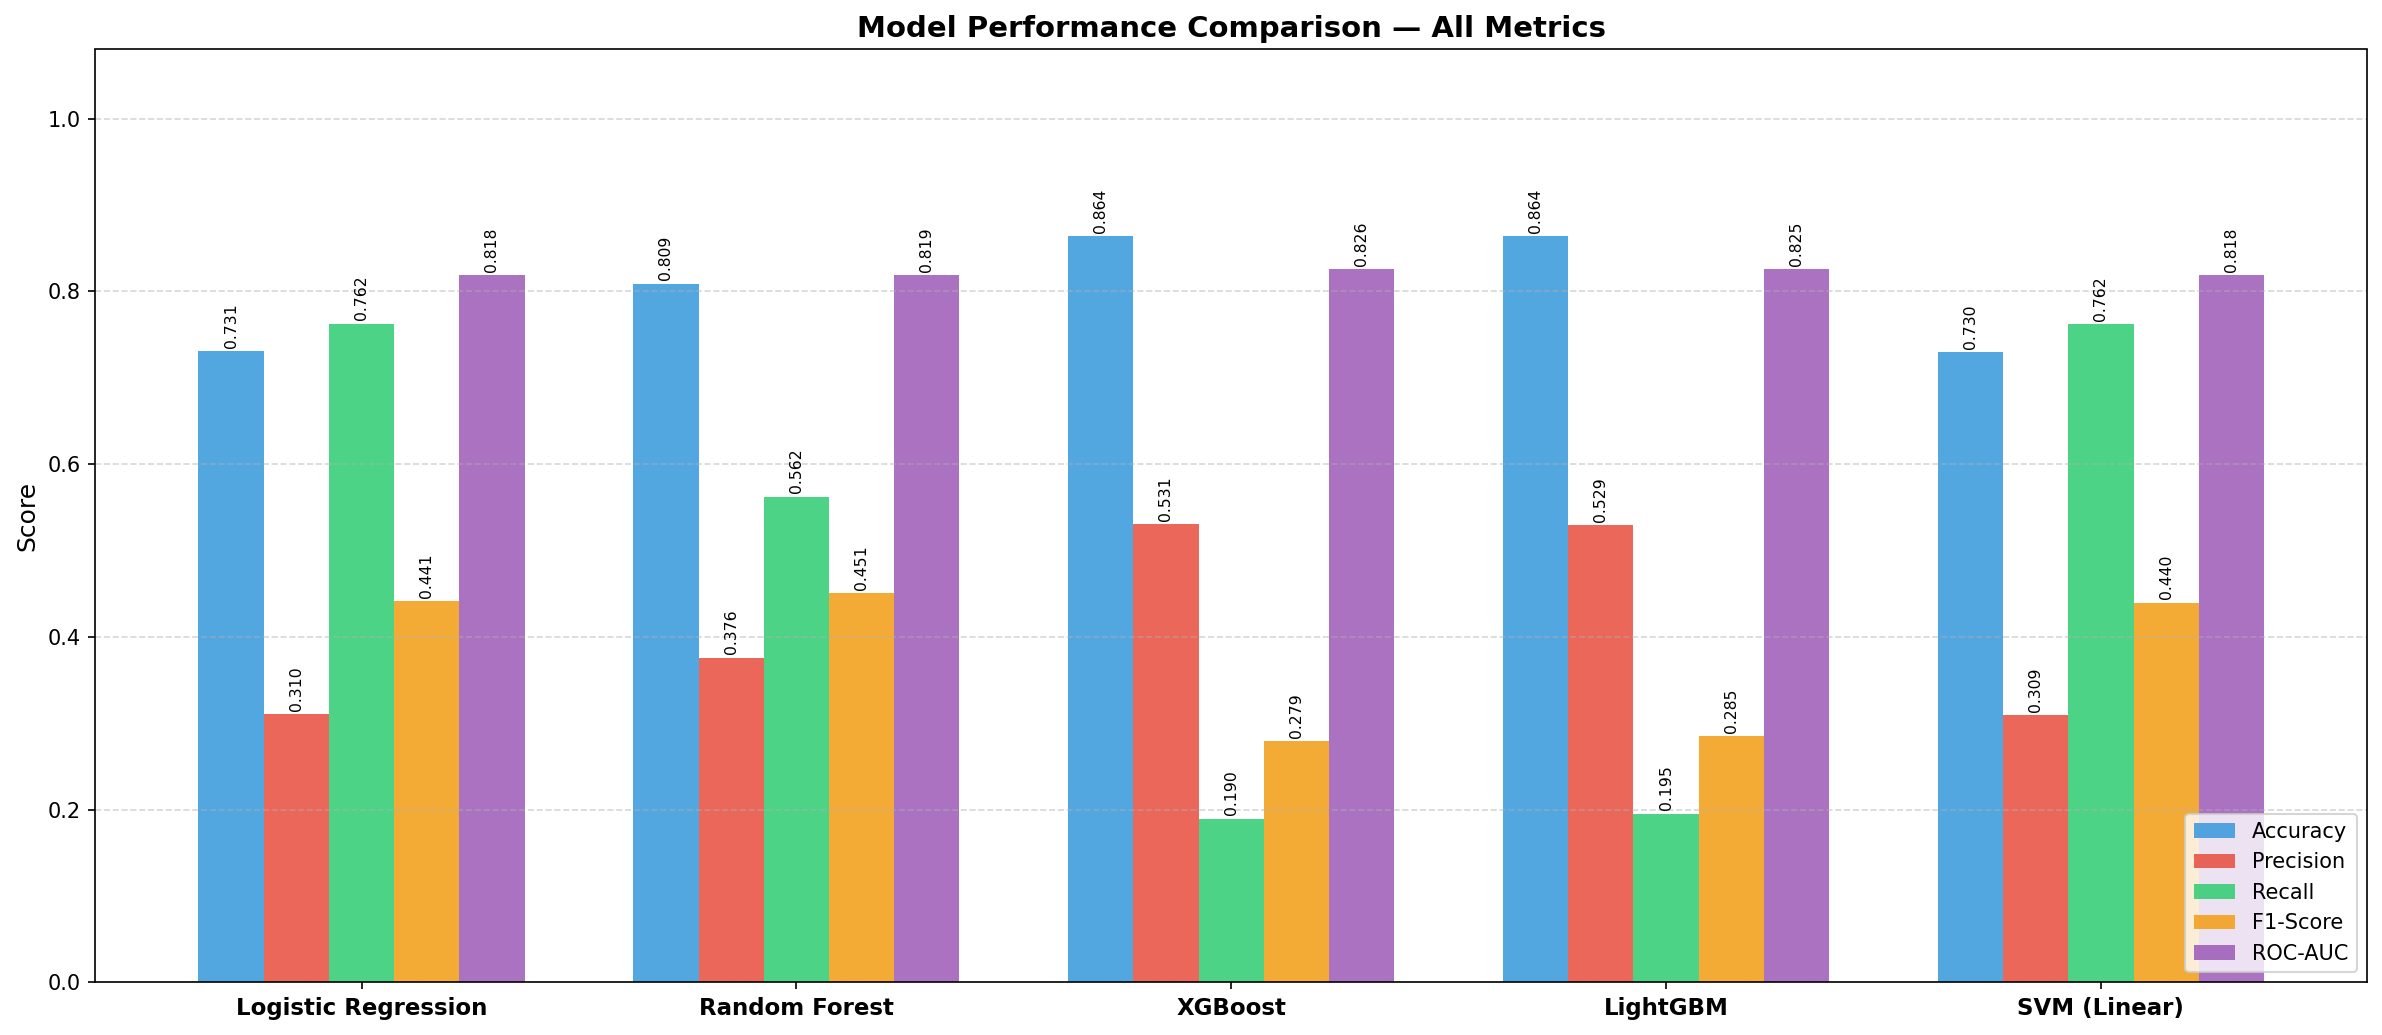 Model Performance Comparison — All Metrics
Score
1.0
0.8
0.6
0.4
0.2
0.0
0.731
0.310
0.762
0.441
0.818
0.809
0.376
0.562
0.451
0.819
0.864
0.531
0.190
0.279
0.826
0.864
0.529
0.195
0.285
0.825
0.730
0.309
0.762
0.440
0.818
Accuracy
Precision
Recall
F1-Score
ROC-AUC
Logistic Regression
Random Forest
XGBoost
LightGBM
SVM (Linear)